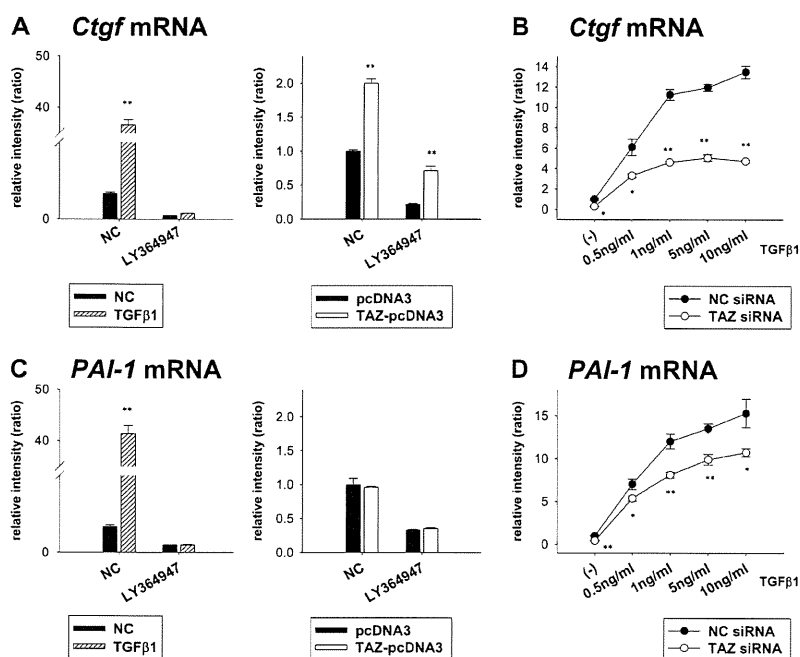 A
Ctgf mRNA
50
40
0
relative intensity (ratio)
**
NC
LY364947
NC
TGFβ1
2.0
1.5
1.0
0.5
0.0
relative intensity (ratio)
**
**
NC
LY364947
pcDNA3
TAZ-pcDNA3
B
Ctgf mRNA
14
12
10
8
6
4
2
0
relative intensity (ratio)
*
*
**
**
**
(-)
0.5ng/ml
1ng/ml
5ng/ml
10ng/ml
TGFβ1
NC siRNA
TAZ siRNA
C
PAI-1 mRNA
50
40
0
relative intensity (ratio)
**
NC
LY364947
NC
TGFβ1
2.0
1.5
1.0
0.5
0.0
relative intensity (ratio)
NC
LY364947
pcDNA3
TAZ-pcDNA3
D
PAI-1 mRNA
15
10
5
0
relative intensity (ratio)
**
*
**
**
*
(-)
0.5ng/ml
1ng/ml
5ng/ml
10ng/ml
TGFβ1
NC siRNA
TAZ siRNA